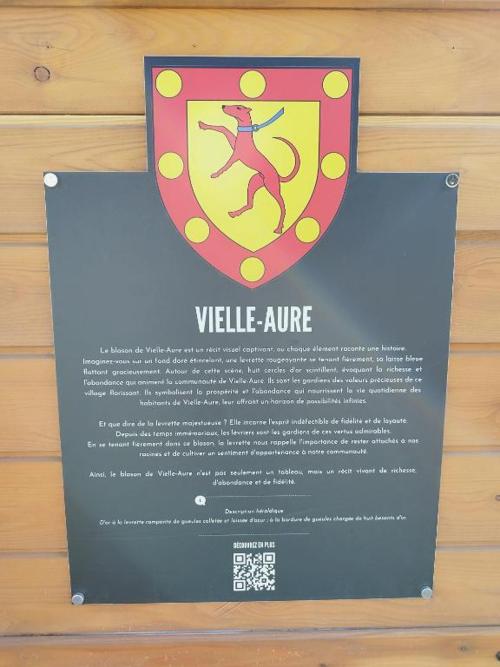 VIELLE-AURE
Le blason de Vielle-Aure est un récit visuel captivant, où chaque élément raconte une histoire.
Imaginez-vous sur un fond doré étincelant, une levrette rougeoyante se tenant fièrement, sa laisse bleue
flottant gracieusement. Autour de cette scène, huit cercles d'or scintillent, évoquant la richesse et
l'abondance qui animent la communauté de Vielle-Aure. Ils sont les gardiens des valeurs précieuses de ce
village florissant. Ils symbolisent la prospérité et l'abondance qui nourrissent la vie quotidienne des
habitants de Vielle-Aure, leur offrant un horizon de possibilités infinies.
Et que dire de la levrette majestueuse ? Elle incarne l'esprit indéfectible de fidélité et de loyauté.
Depuis des temps immémoriaux, les lévriers sont les gardiens de ces vertus admirables.
En se tenant fièrement dans ce blason, la levrette nous rappelle l'importance de rester attachés à nos
racines et de cultiver un sentiment d'appartenance à notre communauté.
Ainsi, le blason de Vielle-Aure n'est pas seulement un tableau, mais un récit vivant de richesse,
d'abondance et de fidélité.
Description héraldique
D'or à la levrette rampante de gueules colletée et laissée d'azur ; à la bordure de gueules chargée de huit besants d'or
DÉCOUVREZ EN PLUS